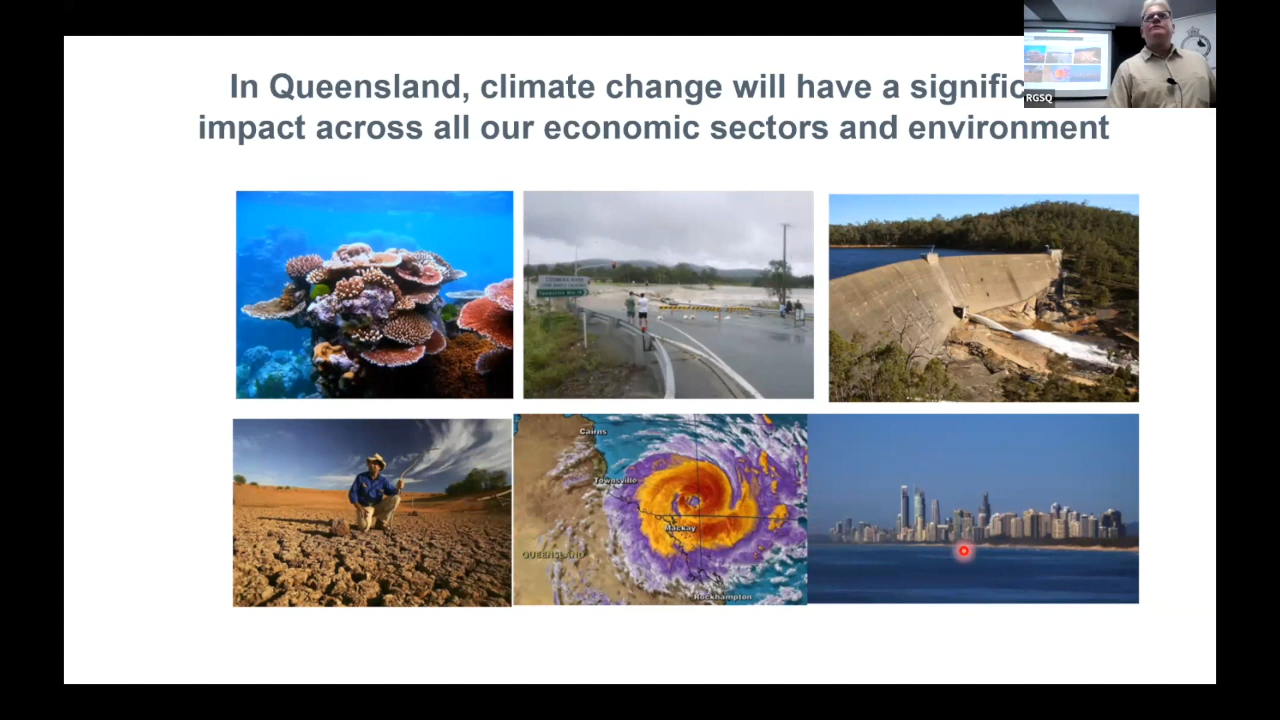 In Queensland, climate change will have a signific
impact across all our economic sectors and environment
RGSQ
Cairns
Townsville
Mackay
QUEENSLAND
Rockhampton